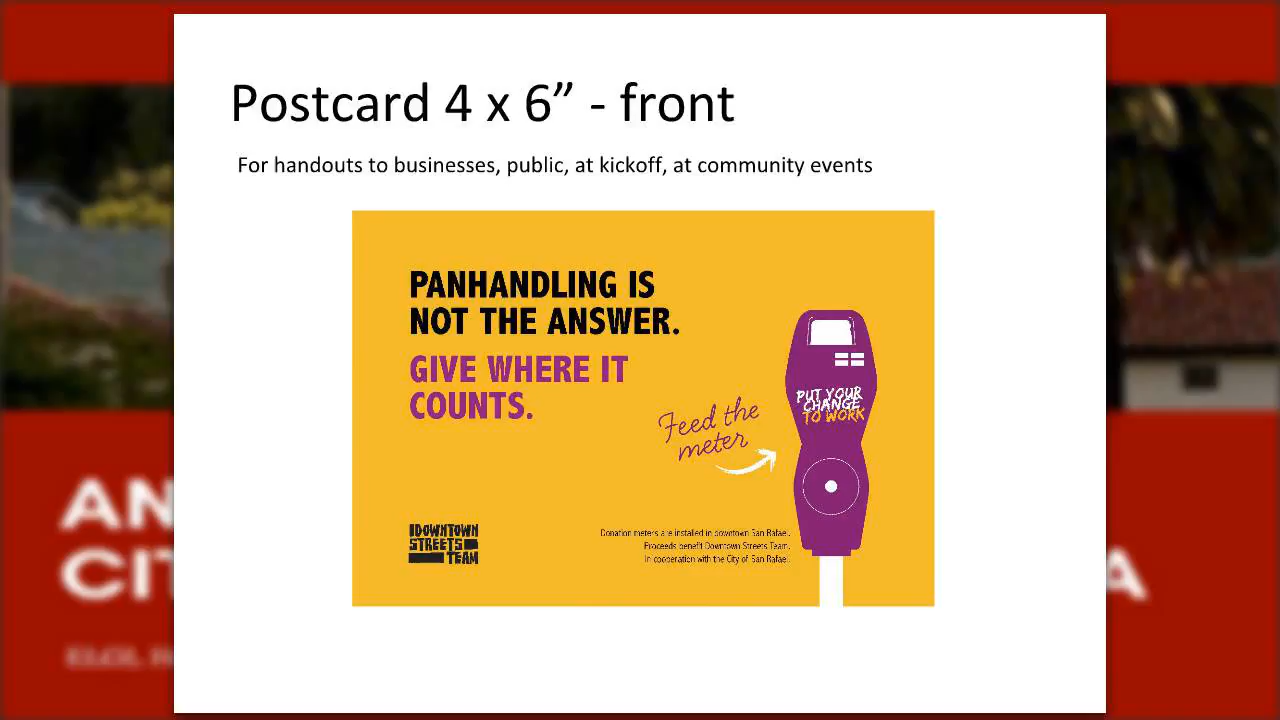 Postcard 4 x 6” - front
For handouts to businesses, public, at kickoff, at community events
PANHANDLING IS
NOT THE ANSWER.
GIVE WHERE IT
COUNTS.
Feed the
meter
PUT YOUR
CHANGE
TO WORK
DOWNTOWN
STREETS
TEAM
Donation meters are installed in downtown San Rafael.
Proceeds benefit Downtown Streets Team.
In cooperation with the City of San Rafael.
AN
CIT
A